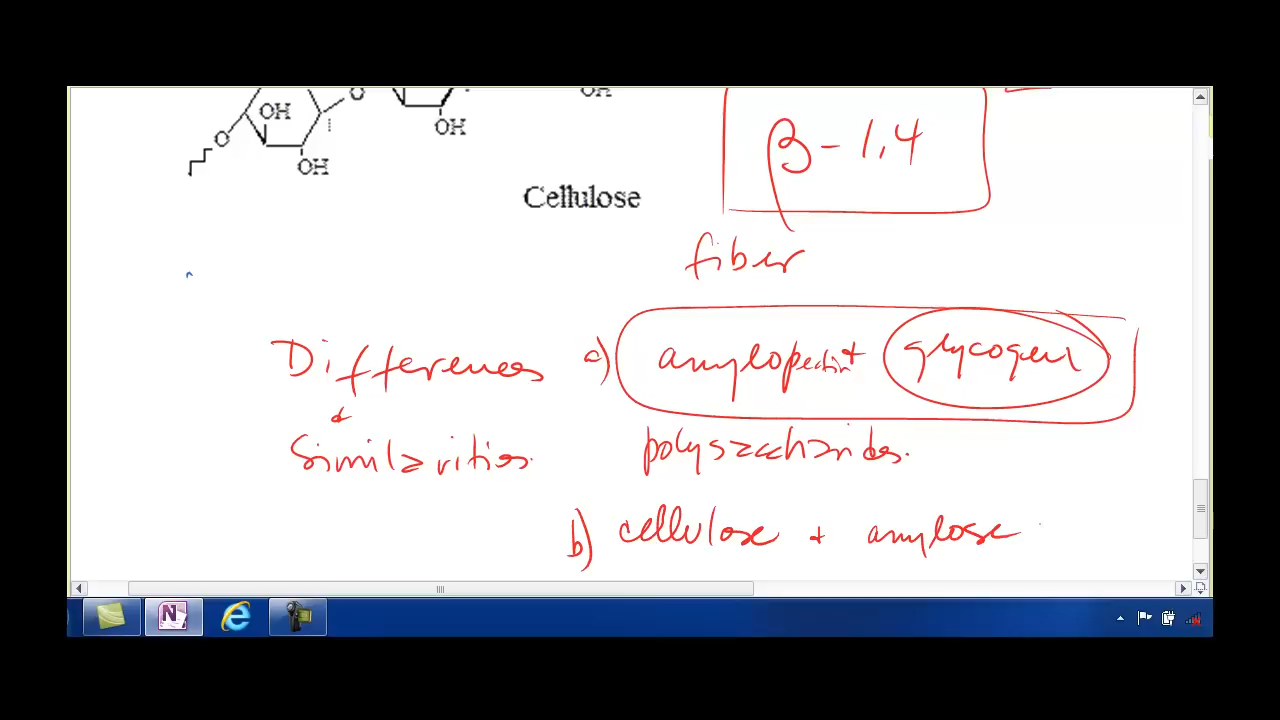 O
OH
OH
OH
O
OH
β - 1,4
Cellulose
fiber
Differences a) amylopectin + glycogen
&
Similarities. polysaccharides.
b) cellulose + amylose